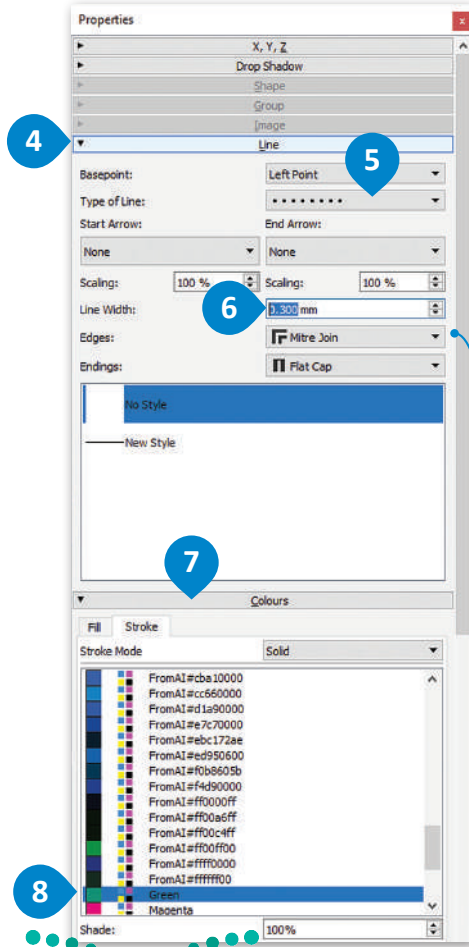 Properties
x
X, Y, Z
Drop Shadow
Shape
Group
Image
4
Line
5
Basepoint: Left Point
Type of Line:
Start Arrow: End Arrow:
None None
Scaling: 100 % Scaling: 100 %
6
Line Width: 0.300 mm
Edges: Mitre Join
Endings: Flat Cap
No Style
New Style
7
Colours
Fill Stroke
Stroke Mode Solid
FromAI#cba10000
FromAI#cc660000
FromAI#d1a90000
FromAI#e7c70000
FromAI#ebc172ae
FromAI#ed950600
FromAI#f0b8605b
FromAI#f4d90000
FromAI#ff0000ff
FromAI#ff00a6ff
FromAI#ff00c4ff
FromAI#ff00ff00
FromAI#ffff0000
FromAI#ffffff00
8
Green
Magenta
Shade: 100%